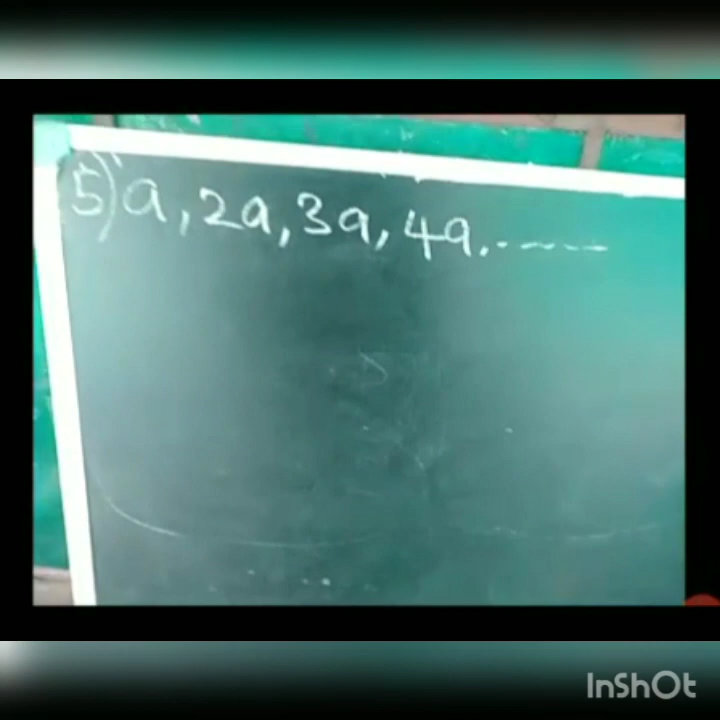 5) a, 2a, 3a, 4a.-----
InShOt